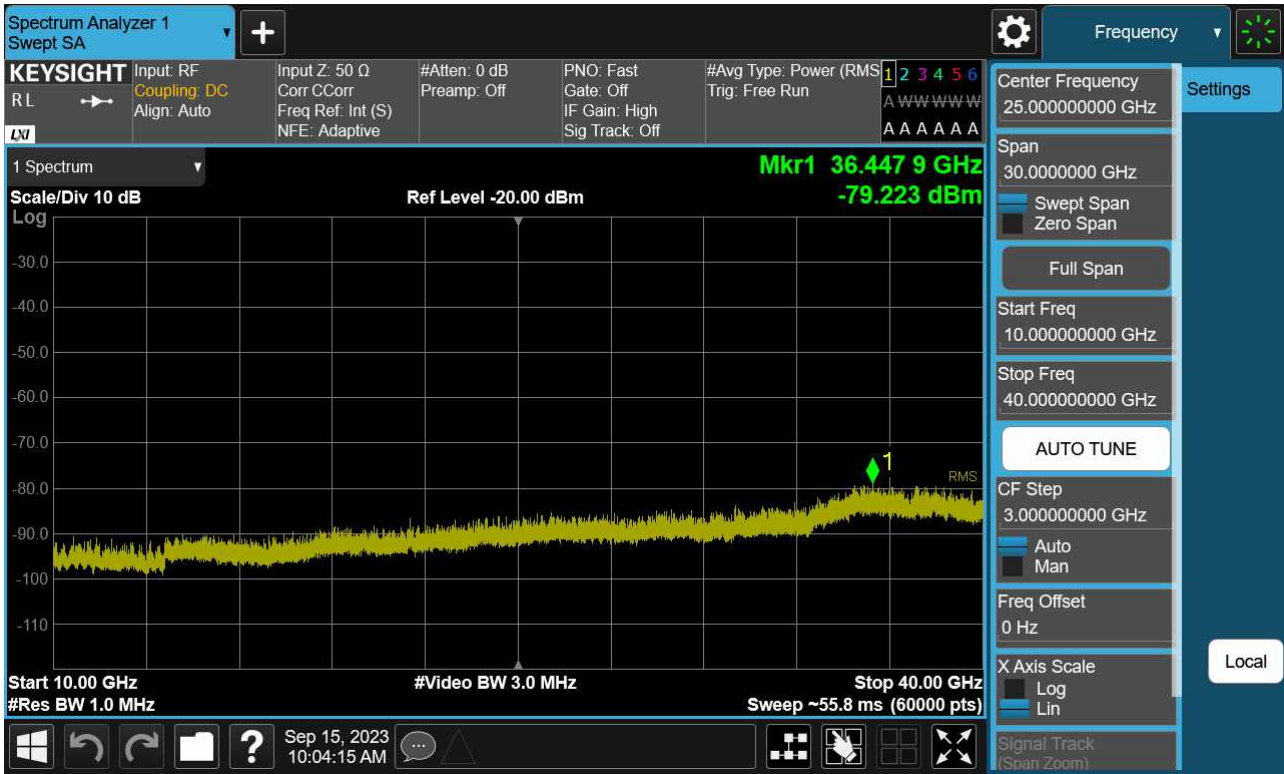 Spectrum Analyzer 1
Swept SA
+
Frequency
KEYSIGHT
R L
LXI
Input: RF
Coupling: DC
Align: Auto
Input Z: 50 Ω
Corr CCorr
Freq Ref: Int (S)
NFE: Adaptive
#Atten: 0 dB
Preamp: Off
PNO: Fast
Gate: Off
IF Gain: High
Sig Track: Off
#Avg Type: Power (RMS
Trig: Free Run
1 2 3 4 5 6
A W W W W W
A A A A A A
1 Spectrum
Scale/Div 10 dB
Log
Ref Level -20.00 dBm
Mkr1 36.447 9 GHz
-79.223 dBm
-30.0
-40.0
-50.0
-60.0
-70.0
-80.0
-90.0
-100
-110
1
RMS
Start 10.00 GHz
#Res BW 1.0 MHz
#Video BW 3.0 MHz
Stop 40.00 GHz
Sweep ~55.8 ms (60000 pts)
?
Sep 15, 2023
10:04:15 AM
Center Frequency
25.000000000 GHz
Span
30.0000000 GHz
Swept Span
Zero Span
Full Span
Start Freq
10.000000000 GHz
Stop Freq
40.000000000 GHz
AUTO TUNE
CF Step
3.000000000 GHz
Auto
Man
Freq Offset
0 Hz
X Axis Scale
Log
Lin
Signal Track
(Span Zoom)
Settings
Local